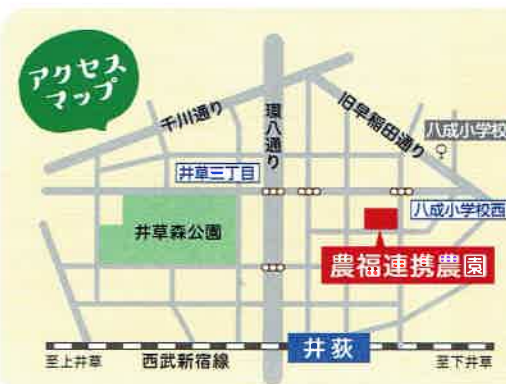 アクセス
マップ
千川通り
環八通り
旧早稲田通り
八成小学校
井草三丁目
八成小学校西
井草森公園
農福連携農園
井荻
至上井草
西武新宿線
至下井草